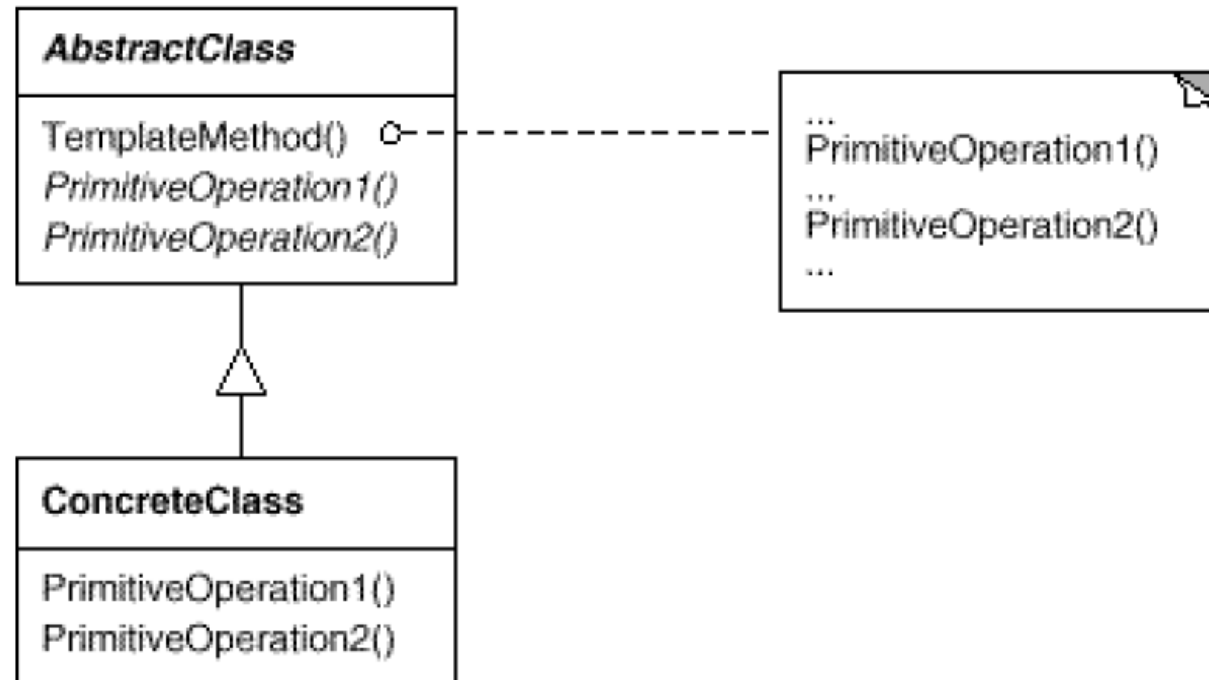 AbstractClass
TemplateMethod()
PrimitiveOperation1()
PrimitiveOperation2()
...
PrimitiveOperation1()
...
PrimitiveOperation2()
...
ConcreteClass
PrimitiveOperation1()
PrimitiveOperation2()